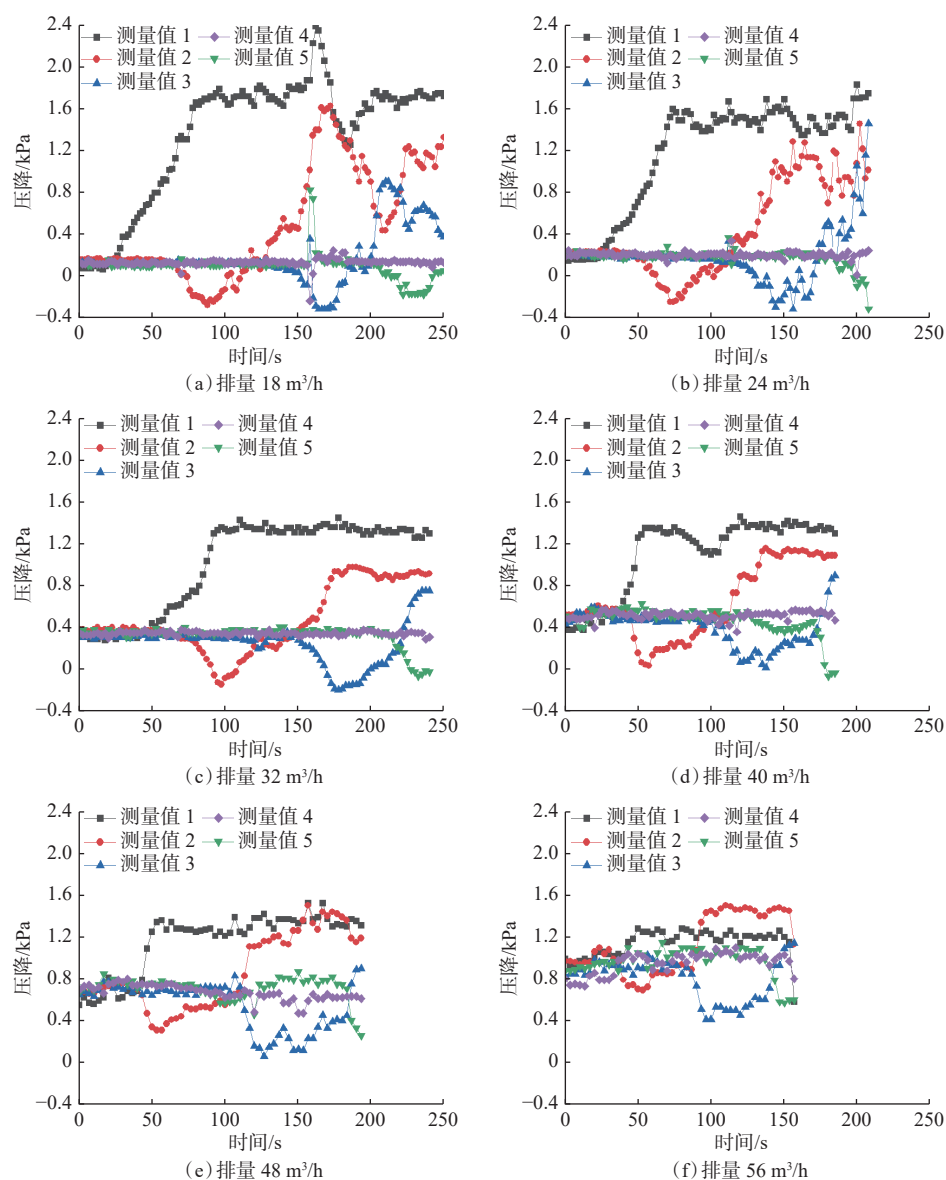 2.4
2.0
1.6
1.2
0.8
0.4
0
−0.4
压降/kPa
测量值 1
测量值 4
测量值 2
测量值 5
测量值 3
0 50 100 150 200 250
时间/s
(a)排量 18 m³/h
2.4
2.0
1.6
1.2
0.8
0.4
0
−0.4
压降/kPa
测量值 1
测量值 4
测量值 2
测量值 5
测量值 3
0 50 100 150 200 250
时间/s
(b)排量 24 m³/h
2.4
2.0
1.6
1.2
0.8
0.4
0
−0.4
压降/kPa
测量值 1
测量值 4
测量值 2
测量值 5
测量值 3
0 50 100 150 200 250
时间/s
(c)排量 32 m³/h
2.4
2.0
1.6
1.2
0.8
0.4
0
−0.4
压降/kPa
测量值 1
测量值 4
测量值 2
测量值 5
测量值 3
0 50 100 150 200 250
时间/s
(d)排量 40 m³/h
2.4
2.0
1.6
1.2
0.8
0.4
0
−0.4
压降/kPa
测量值 1
测量值 4
测量值 2
测量值 5
测量值 3
0 50 100 150 200 250
时间/s
(e)排量 48 m³/h
2.4
2.0
1.6
1.2
0.8
0.4
0
−0.4
压降/kPa
测量值 1
测量值 4
测量值 2
测量值 5
测量值 3
0 50 100 150 200 250
时间/s
(f)排量 56 m³/h